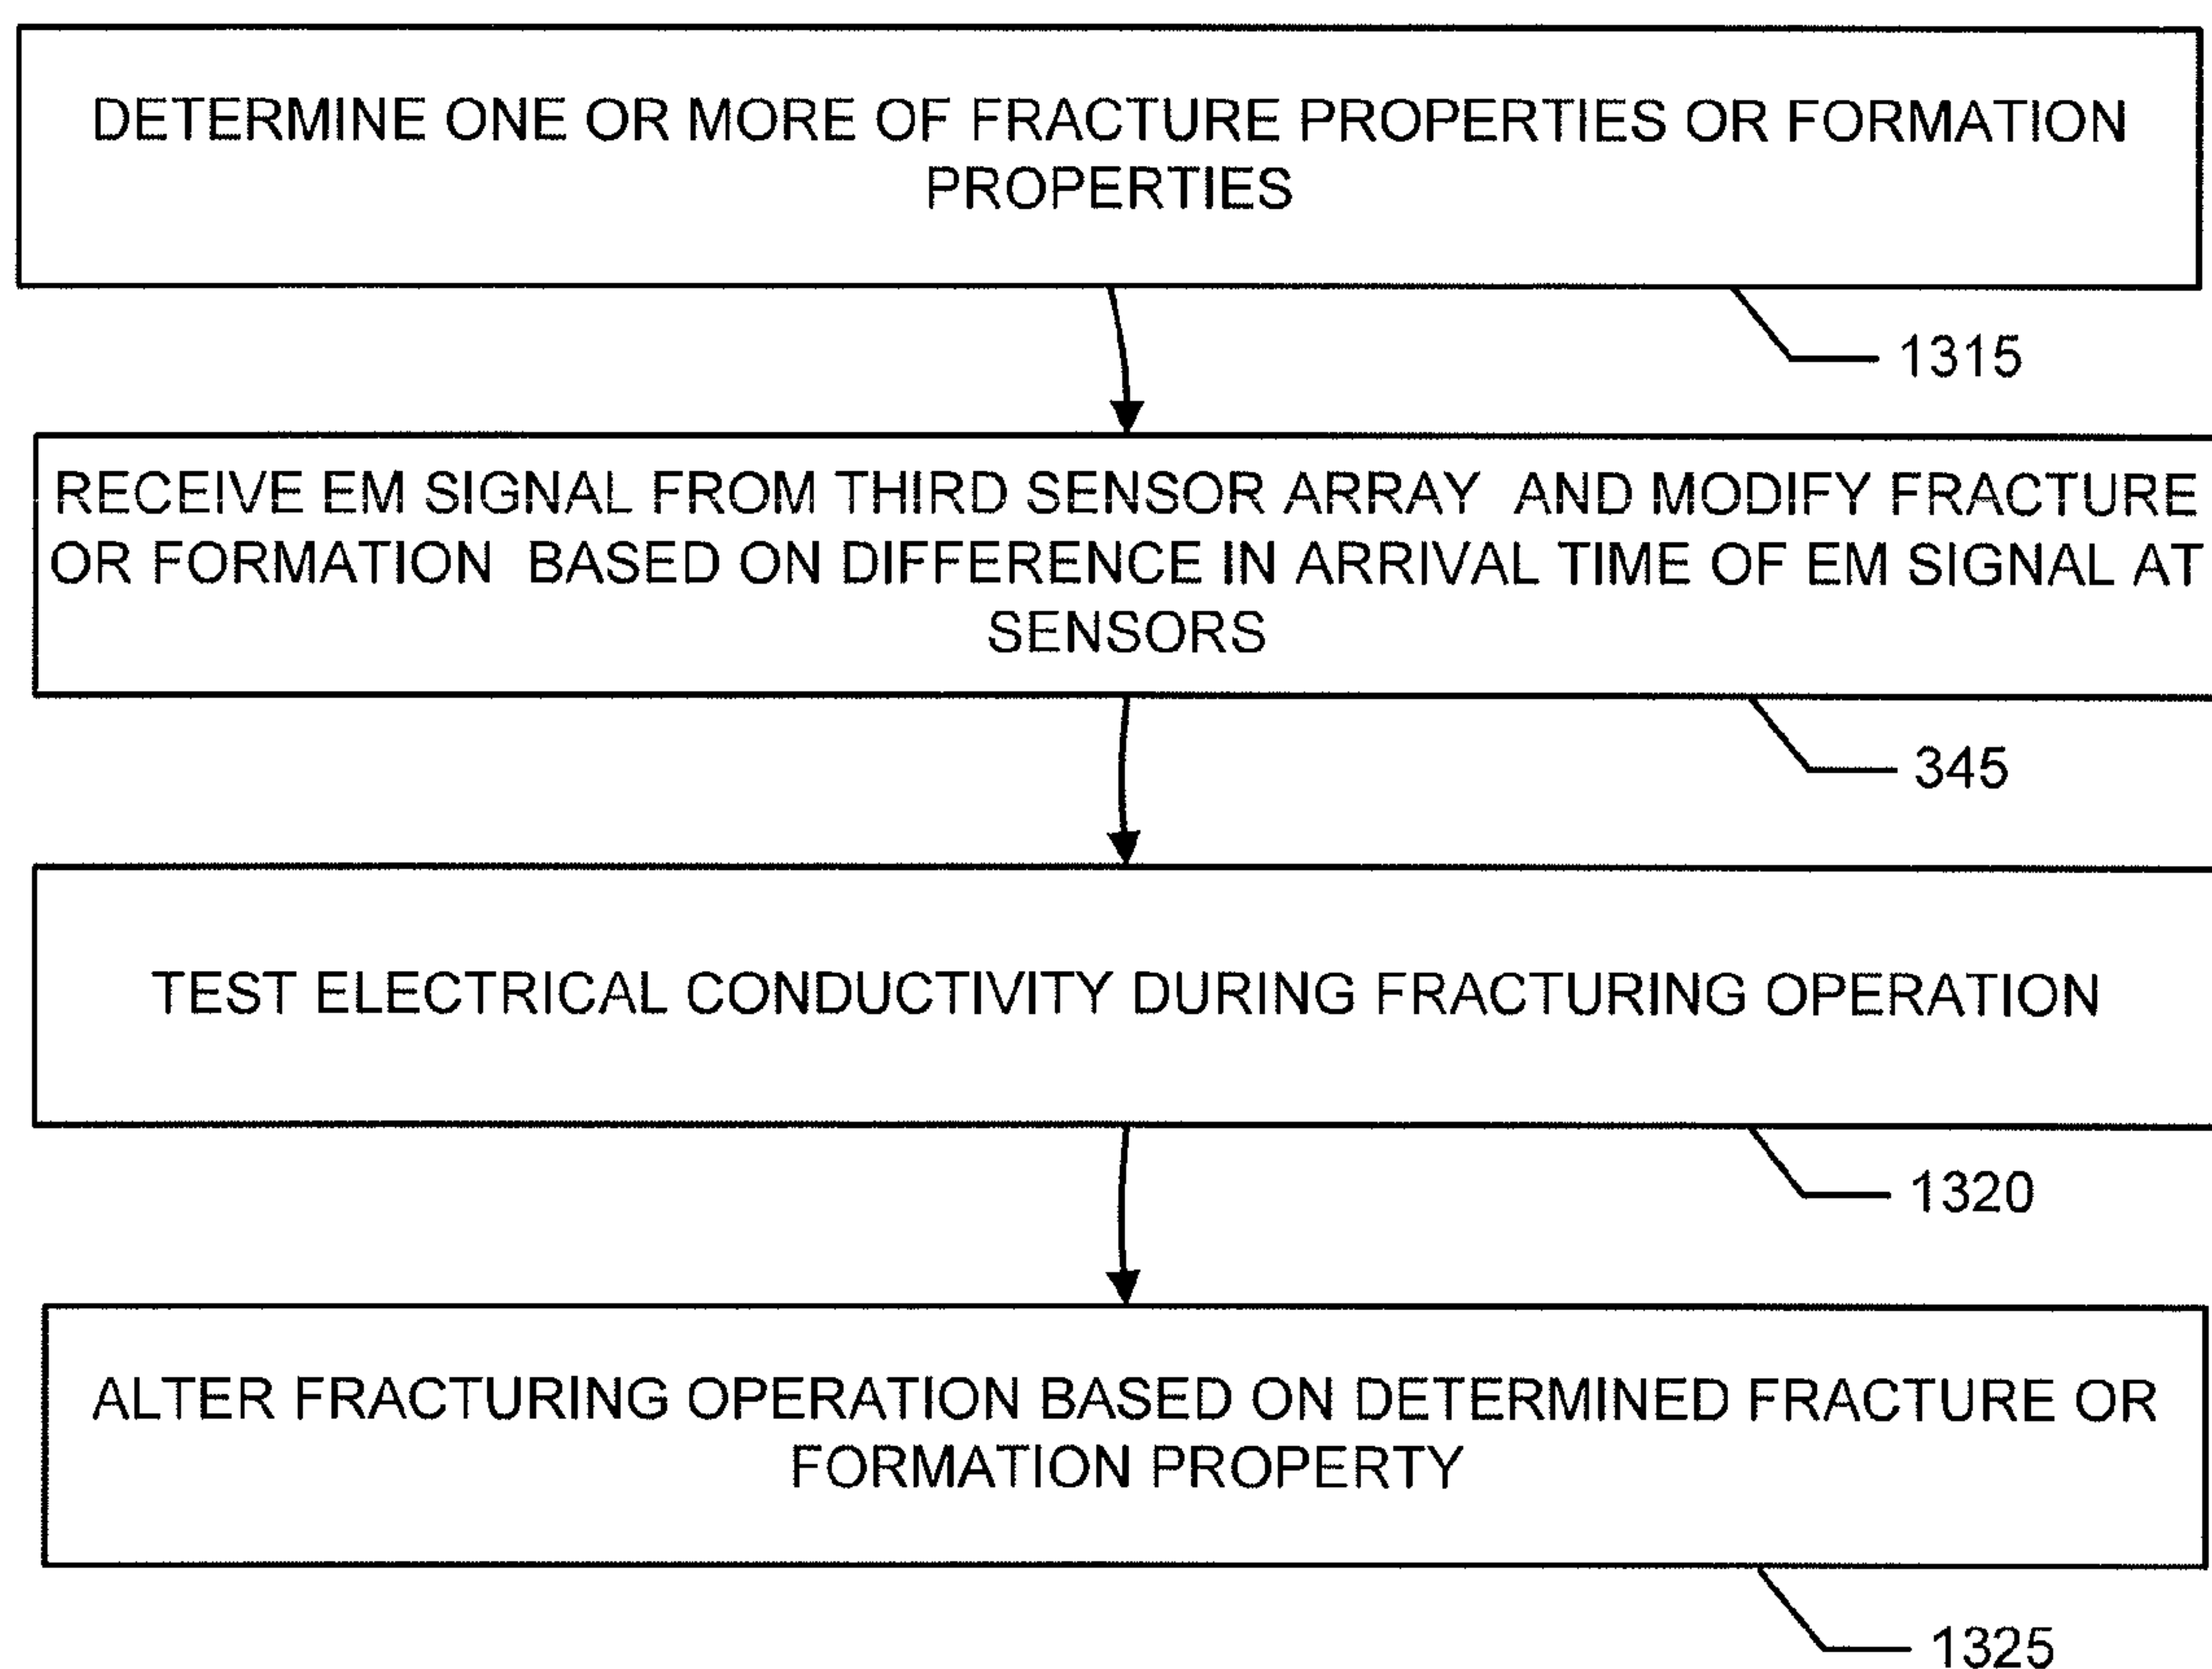 DETERMINE ONE OR MORE OF FRACTURE PROPERTIES OR FORMATION
PROPERTIES
1315
RECEIVE EM SIGNAL FROM THIRD SENSOR ARRAY AND MODIFY FRACTURE
OR FORMATION BASED ON DIFFERENCE IN ARRIVAL TIME OF EM SIGNAL AT
SENSORS
345
TEST ELECTRICAL CONDUCTIVITY DURING FRACTURING OPERATION
1320
ALTER FRACTURING OPERATION BASED ON DETERMINED FRACTURE OR
FORMATION PROPERTY
1325